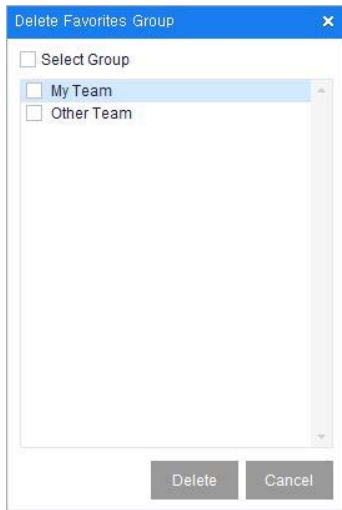 Delete Favorites Group
Select Group
My Team
Other Team
Delete Cancel